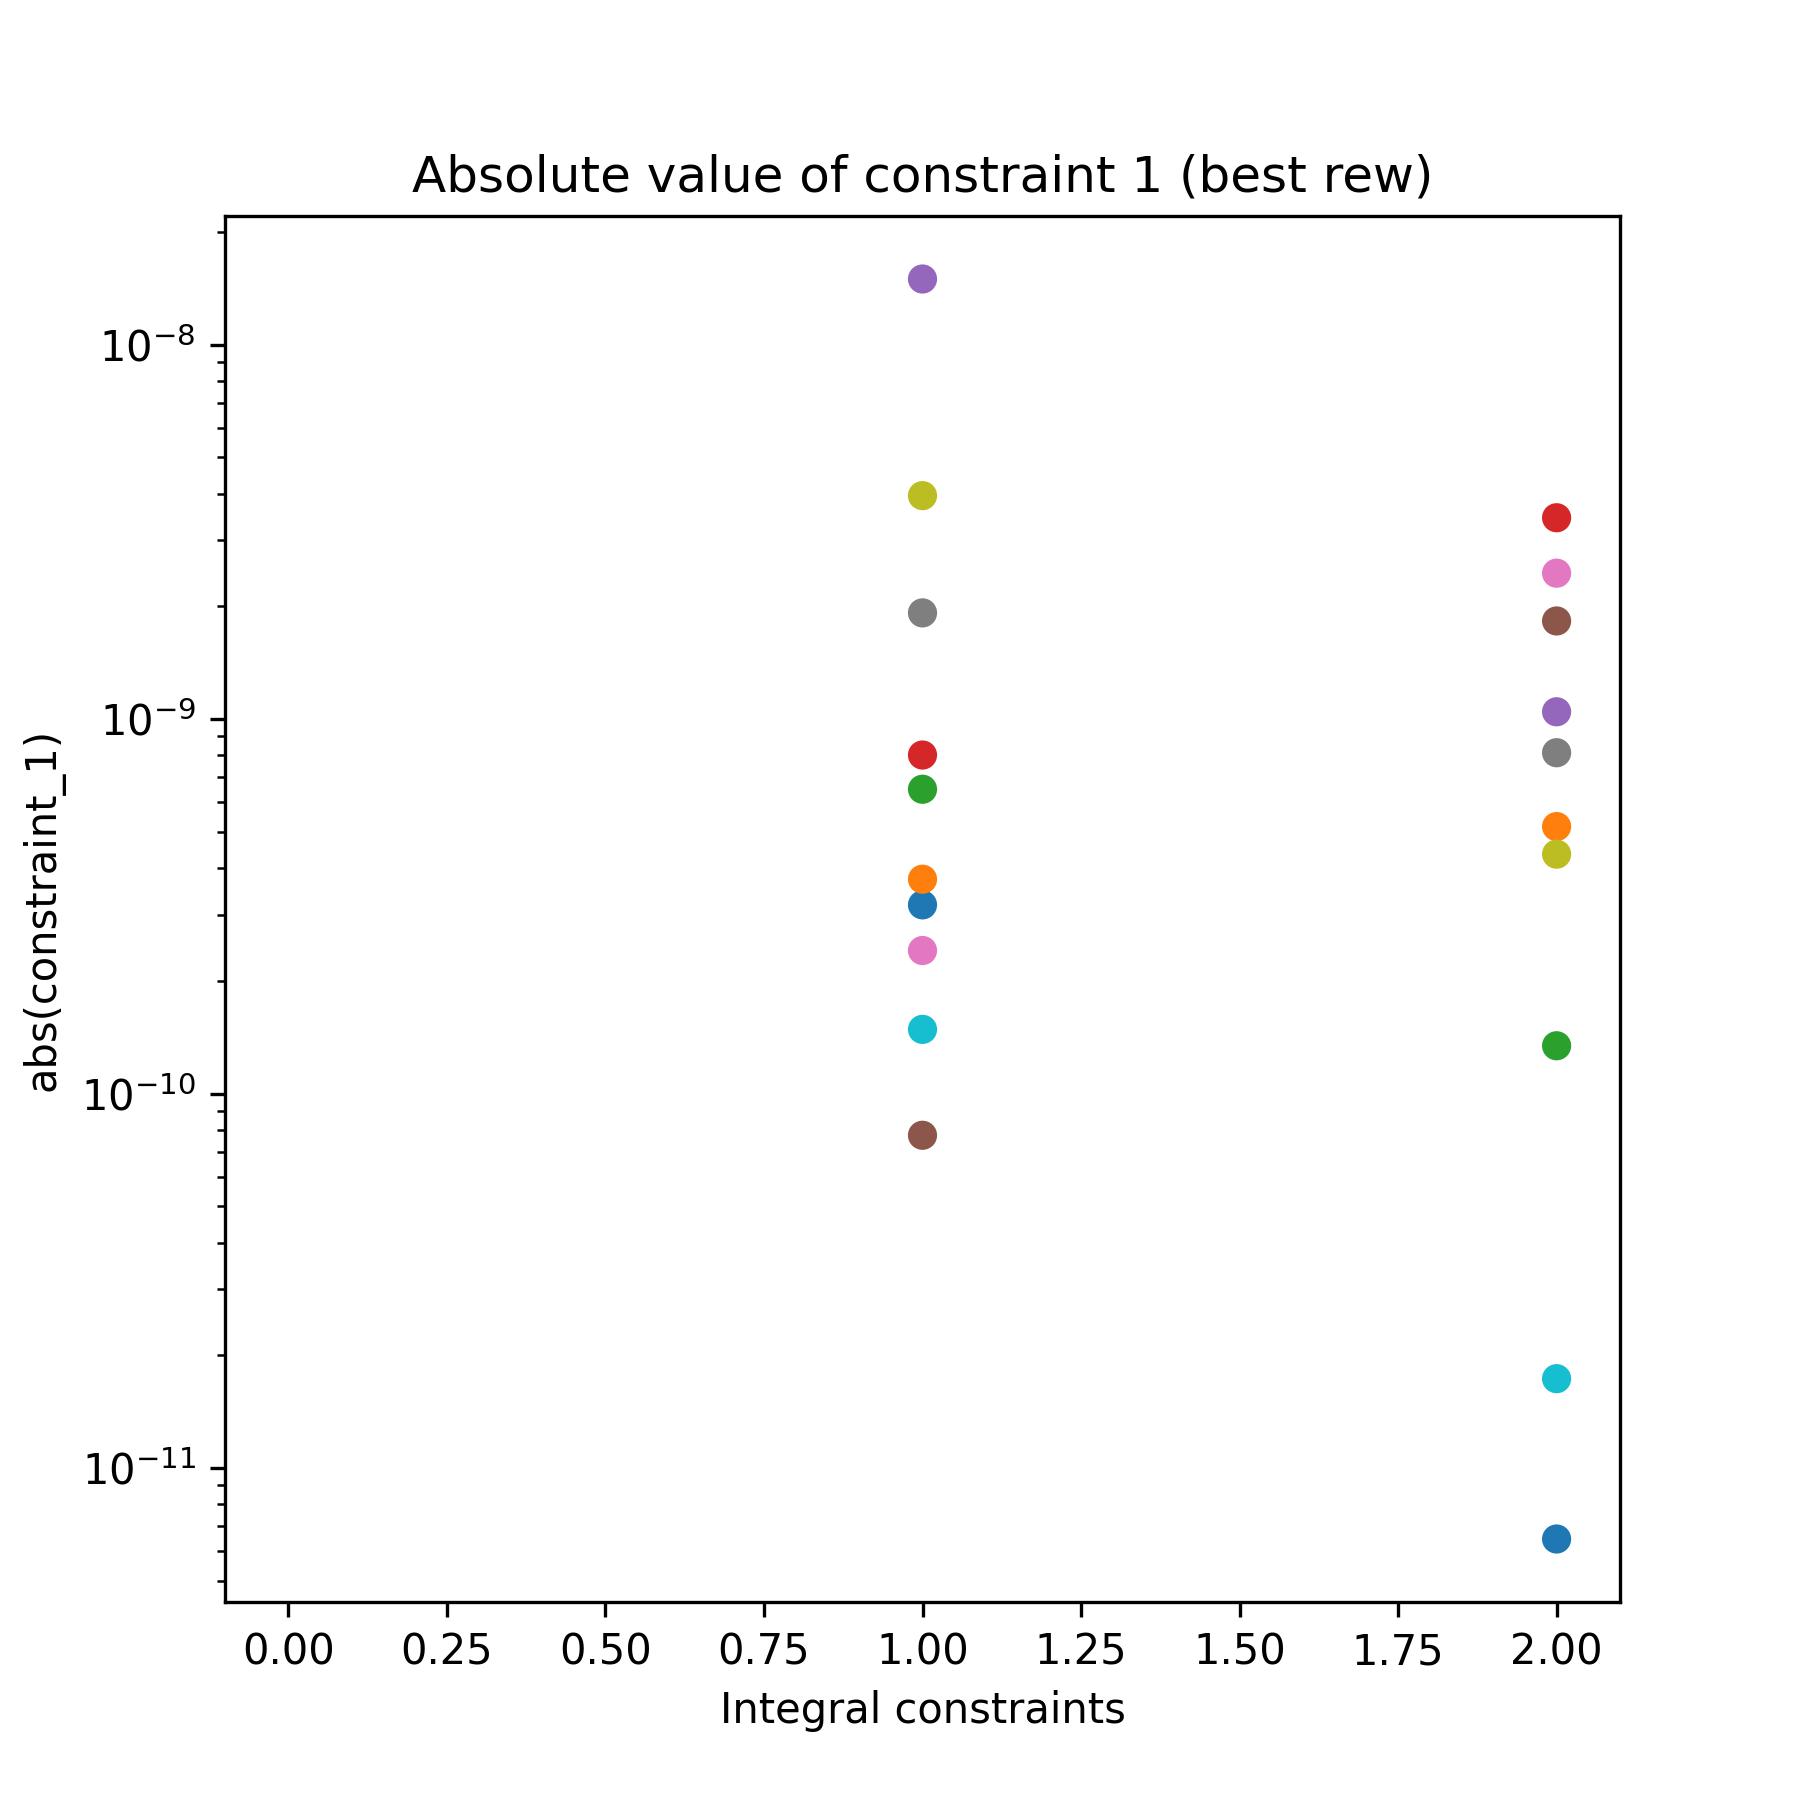 Absolute value of constraint 1 (best rew)
10⁻⁸
10⁻⁹
10⁻¹⁰
10⁻¹¹
abs(constraint_1)
0.00 0.25 0.50 0.75 1.00 1.25 1.50 1.75 2.00
Integral constraints